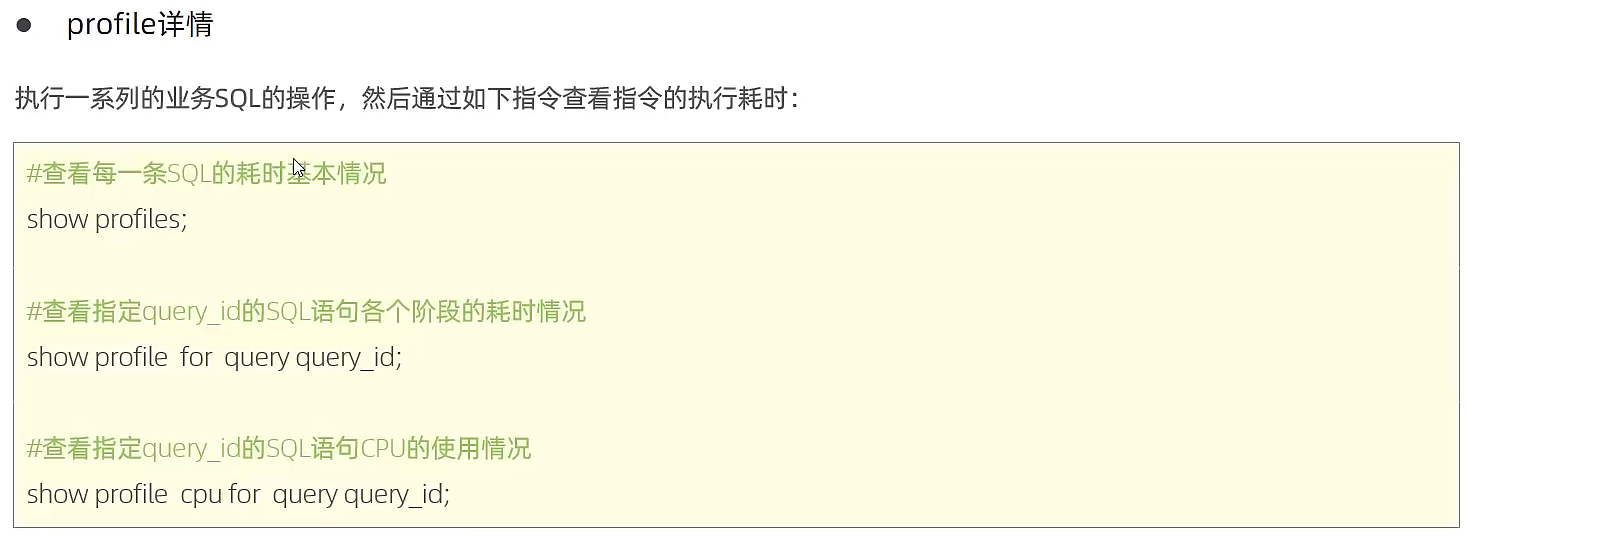 ● profile详情
执行一系列的业务SQL的操作，然后通过如下指令查看指令的执行耗时：
#查看每一条SQL的耗时基本情况
show profiles;
#查看指定query_id的SQL语句各个阶段的耗时情况
show profile for query query_id;
#查看指定query_id的SQL语句CPU的使用情况
show profile cpu for query query_id;